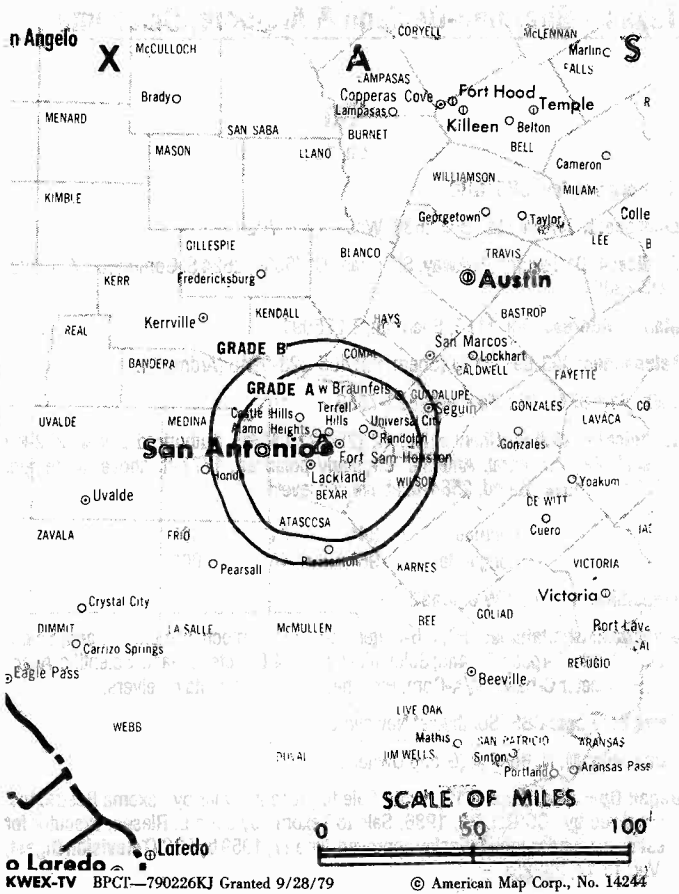 n Angelo
X
A
S
McCULLOCH
CORYELL
McLENNAN
Marlin
FALLS
LAMPASAS
Brady
Copperas Cove
Fort Hood
Temple
Lampasas
Killeen
Belton
MENARD
SAN SABA
BURNET
BELL
R
MASON
LLANO
Cameron
WILLIAMSON
MILAM
KIMBLE
Georgetown
Taylor
Colle
LEE
B
GILLESPIE
BLANCO
TRAVIS
KERR
Fredericksburg
Austin
REAL
Kerrville
KENDALL
HAYS
BASTROP
San Marcos
GRADE B
COMAL
Lockhart
BANDERA
CALDWELL
FAYETTE
GRADE A
w Braunfels
GUADALUPE
UVALDE
MEDINA
Castle Hills
Terrell
Hills
Seguin
GONZALES
LAVACA
CO
Alamo Heights
Universal City
Randolph
San Antonio
Fort Sam Houston
Gonzales
Hondo
Lackland
WILSON
Yoakum
Uvalde
BEXAR
DE WITT
ATASCOSA
Cuero
ZAVALA
FRIO
Pearsall
Pleasanton
KARNES
VICTORIA
Crystal City
Victoria
DIMMIT
LA SALLE
McMULLEN
BEE
GOLIAD
Port Lava
CAL
Carrizo Springs
REFUGIO
Eagle Pass
Beeville
WEBB
LIVE OAK
DUVAL
Mathis
SAN PATRICIO
ARANSAS
JIM WELLS
Sinton
Portland
Aransas Pass
SCALE OF MILES
0 50 100
Laredo
o Laredo
KWEX-TV BPCT—790226KJ Granted 9/28/79 © American Map Corp., No. 14244